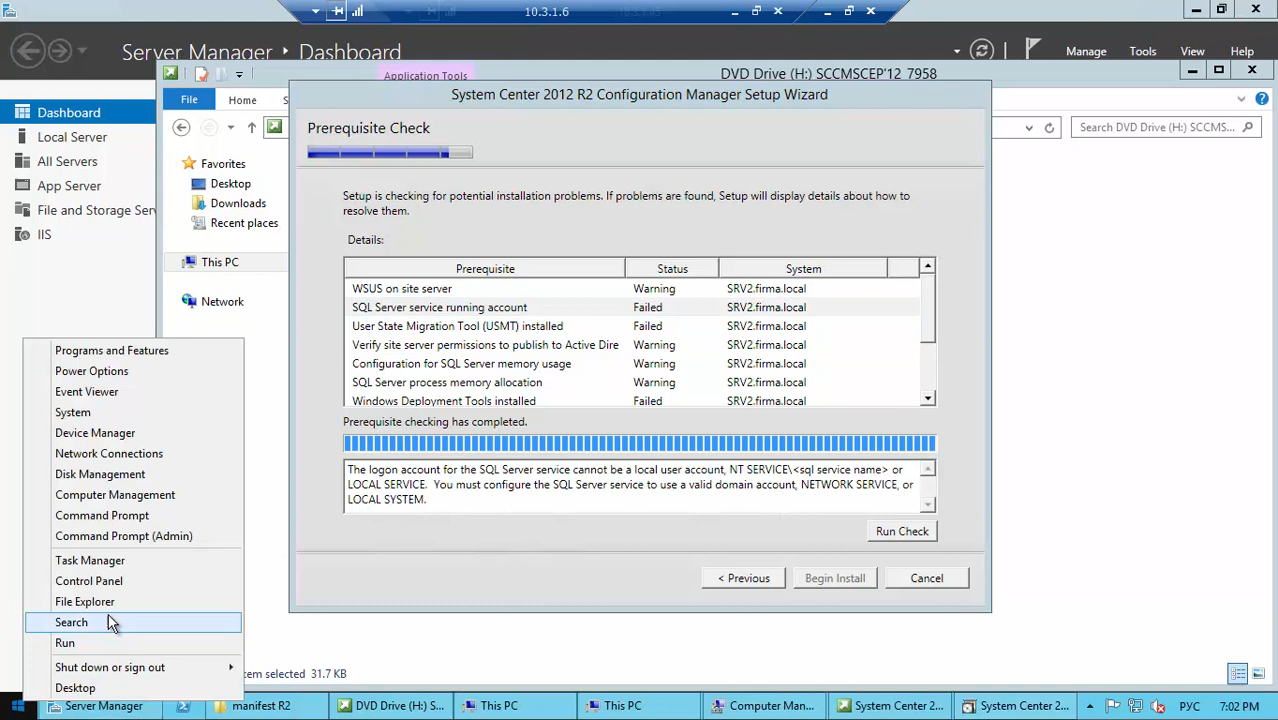 10.3.1.6
Server Manager
Dashboard
Manage
Tools
View
Help
Application Tools
DVD Drive (H:) SCCMSCEP'12_7958
File
Home
S
Search DVD Drive (H:) SCCMS...
Dashboard
Local Server
All Servers
App Server
File and Storage Serv
IIS
Favorites
Desktop
Downloads
Recent places
This PC
Network
System Center 2012 R2 Configuration Manager Setup Wizard
Prerequisite Check
Setup is checking for potential installation problems. If problems are found, Setup will display details about how to
resolve them.
Details:
Prerequisite Status System
WSUS on site server Warning SRV2.firma.local
SQL Server service running account Failed SRV2.firma.local
User State Migration Tool (USMT) installed Failed SRV2.firma.local
Verify site server permissions to publish to Active Dire Warning SRV2.firma.local
Configuration for SQL Server memory usage Warning SRV2.firma.local
SQL Server process memory allocation Warning SRV2.firma.local
Windows Deployment Tools installed Failed SRV2.firma.local
Prerequisite checking has completed.
The logon account for the SQL Server service cannot be a local user account, NT SERVICE\<sql service name> or
LOCAL SERVICE. You must configure the SQL Server service to use a valid domain account, NETWORK SERVICE, or
LOCAL SYSTEM.
Run Check
< Previous
Begin Install
Cancel
Programs and Features
Power Options
Event Viewer
System
Device Manager
Network Connections
Disk Management
Computer Management
Command Prompt
Command Prompt (Admin)
Task Manager
Control Panel
File Explorer
Search
Run
Shut down or sign out
Desktop
tem selected 31.7 KB
Server Manager
manifest R2
DVD Drive (H:) S...
This PC
This PC
Computer Man...
System Center 2...
System Center 2...
РУС
7:02 PM